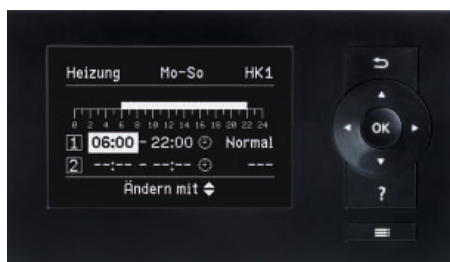 Heizung Mo-So HK1
0 2 4 6 8 10 12 14 16 18 20 22 24
1 06:00 - 22:00 Normal
2 --:-- - --:-- ---
Ändern mit
OK
?